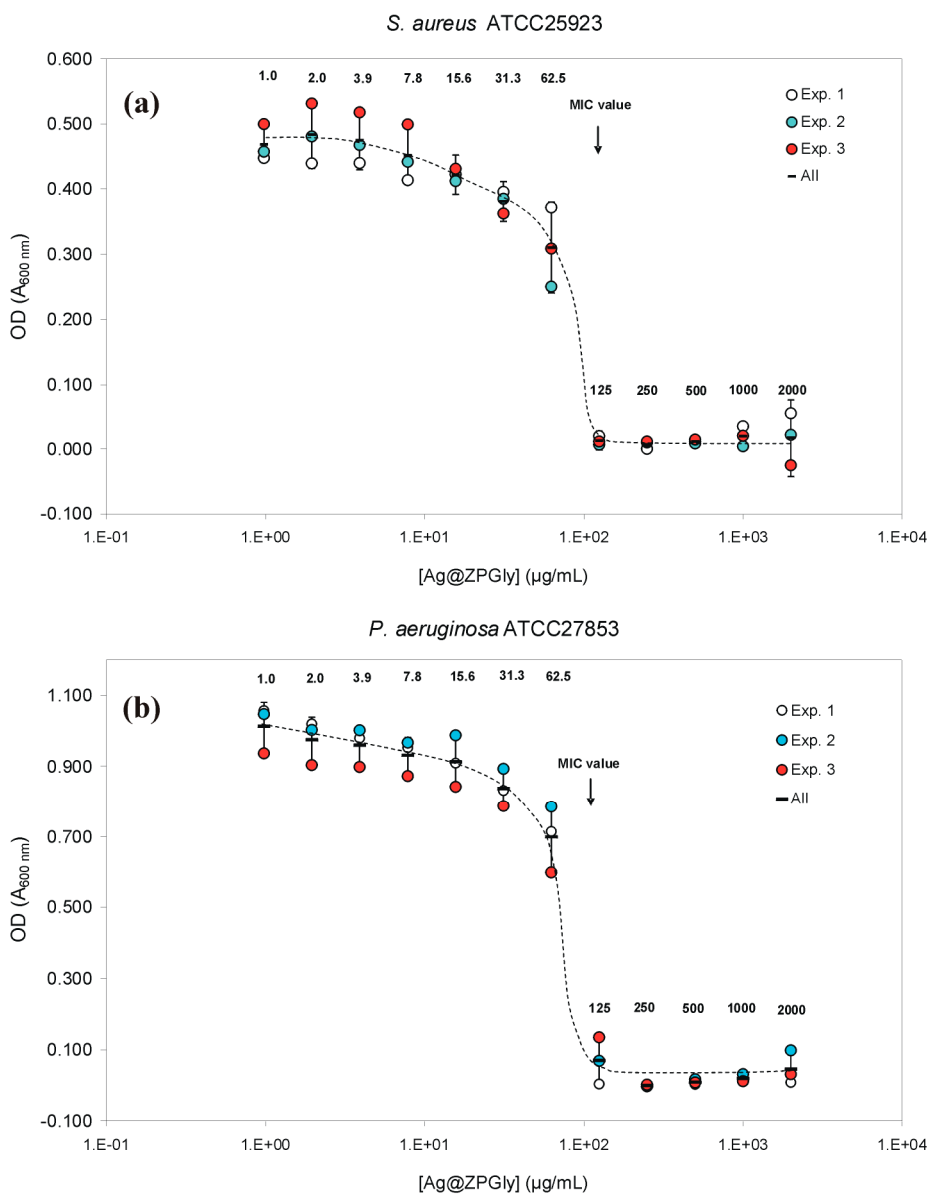 S. aureus ATCC25923
0.600
0.500
0.400
0.300
0.200
0.100
0.000
-0.100
OD (A600 nm)
(a)
1.0 2.0 3.9 7.8 15.6 31.3 62.5
MIC value
Exp. 1
Exp. 2
Exp. 3
All
125 250 500 1000 2000
1.E-01 1.E+00 1.E+01 1.E+02 1.E+03 1.E+04
[Ag@ZPGly] (µg/mL)
P. aeruginosa ATCC27853
1.100
0.900
0.700
0.500
0.300
0.100
-0.100
OD (A600 nm)
(b)
1.0 2.0 3.9 7.8 15.6 31.3 62.5
MIC value
Exp. 1
Exp. 2
Exp. 3
All
125 250 500 1000 2000
1.E-01 1.E+00 1.E+01 1.E+02 1.E+03 1.E+04
[Ag@ZPGly] (µg/mL)